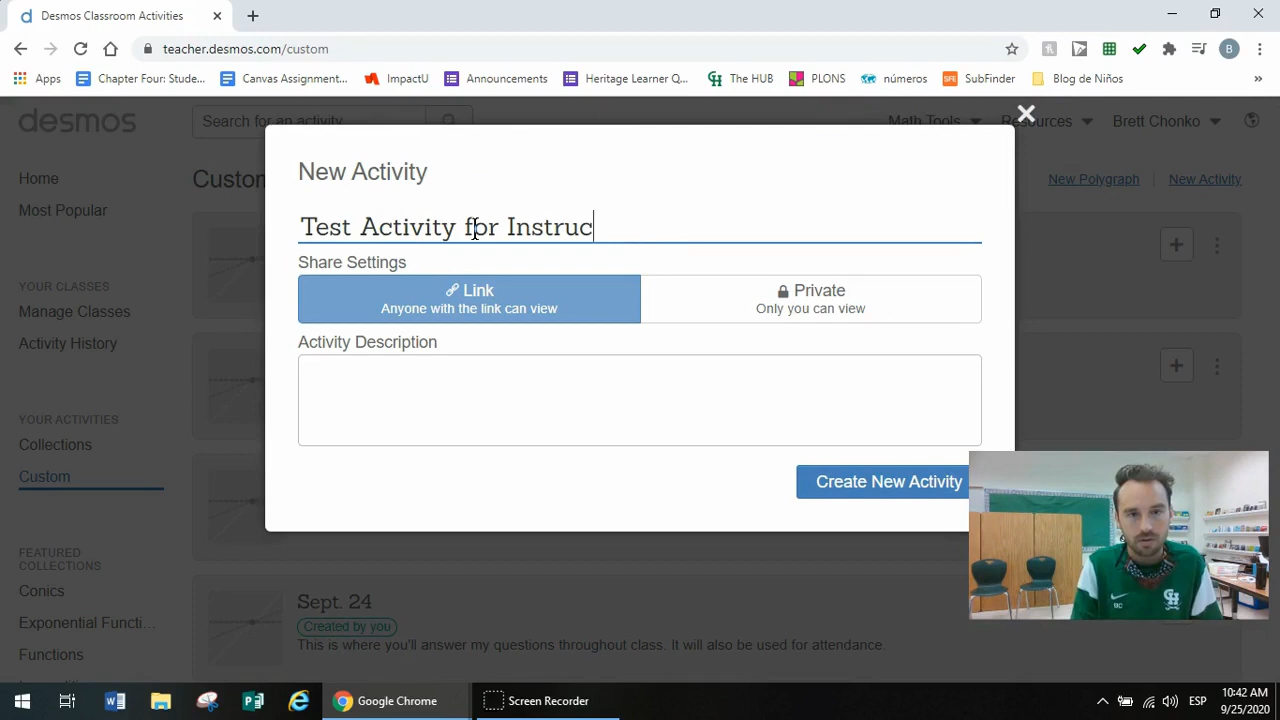 Desmos Classroom Activities
teacher.desmos.com/custom
B
Apps Chapter Four: Stude... Canvas Assignment... ImpactU Announcements Heritage Learner Q... The HUB PLONS números SubFinder Blog de Niños »
desmos Search for an activity Math Tools Resources Brett Chonko
Home
Most Popular
Custom
New Polygraph New Activity
YOUR CLASSES
Manage Classes
Activity History
YOUR ACTIVITIES
Collections
Custom
FEATURED
COLLECTIONS
Conics
Exponential Functi...
Functions
New Activity
Test Activity for Instruc
Share Settings
Link
Anyone with the link can view
Private
Only you can view
Activity Description
Create New Activity
Sept. 24
Created by you
This is where you'll answer my questions throughout class. It will also be used for attendance.
Google Chrome Screen Recorder
ESP
10:42 AM
9/25/2020